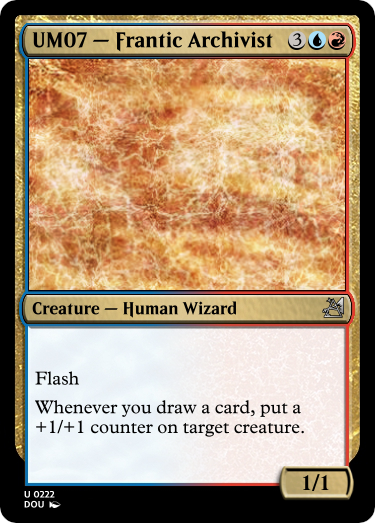 UM07 — Frantic Archivist 3
Creature — Human Wizard
Flash
Whenever you draw a card, put a
+1/+1 counter on target creature.
1/1
U 0222
DOU